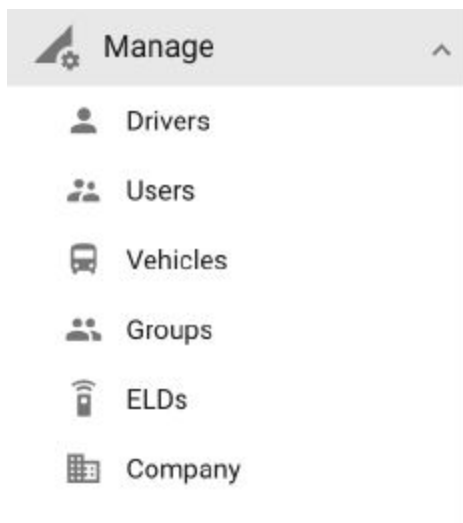 Manage
Drivers
Users
Vehicles
Groups
ELDs
Company